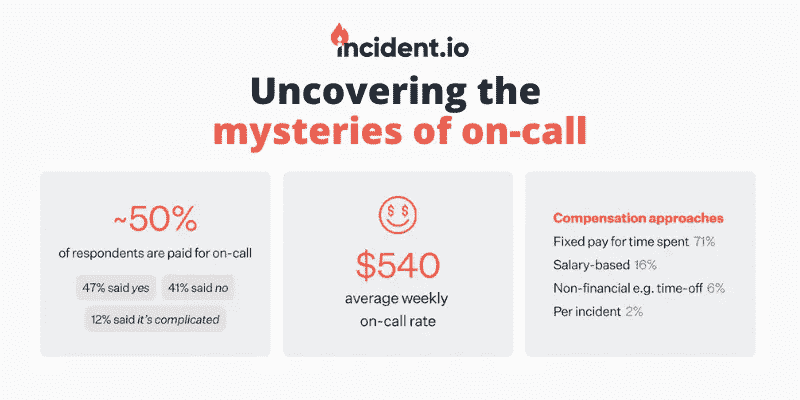 incident.io
Uncovering the
mysteries of on-call
~50%
of respondents are paid for on-call
47% said yes
41% said no
12% said it's complicated
$ $
$540
average weekly
on-call rate
Compensation approaches
Fixed pay for time spent 71%
Salary-based 16%
Non-financial e.g. time-off 6%
Per incident 2%